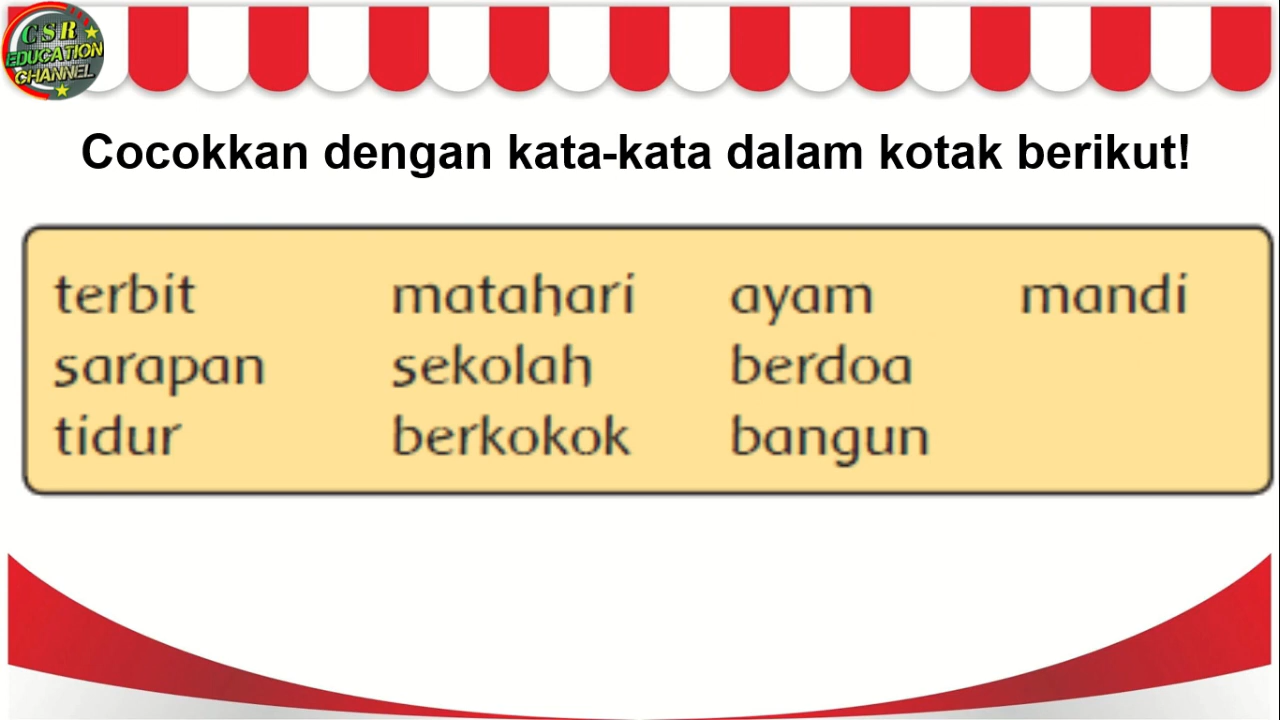 CSR
EDUCATION
CHANNEL
Cocokkan dengan kata-kata dalam kotak berikut!
terbit matahari ayam mandi
sarapan sekolah berdoa
tidur berkokok bangun